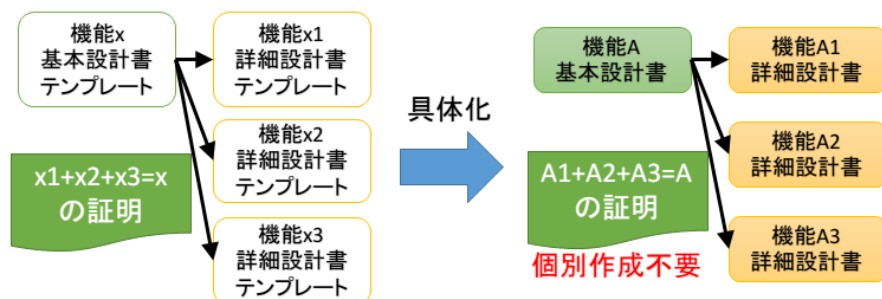 機能x
基本設計書
テンプレート
機能x1
詳細設計書
テンプレート
機能x2
詳細設計書
テンプレート
機能x3
詳細設計書
テンプレート
x1+x2+x3=x
の証明
具体化
機能A
基本設計書
機能A1
詳細設計書
機能A2
詳細設計書
機能A3
詳細設計書
A1+A2+A3=A
の証明
個別作成不要